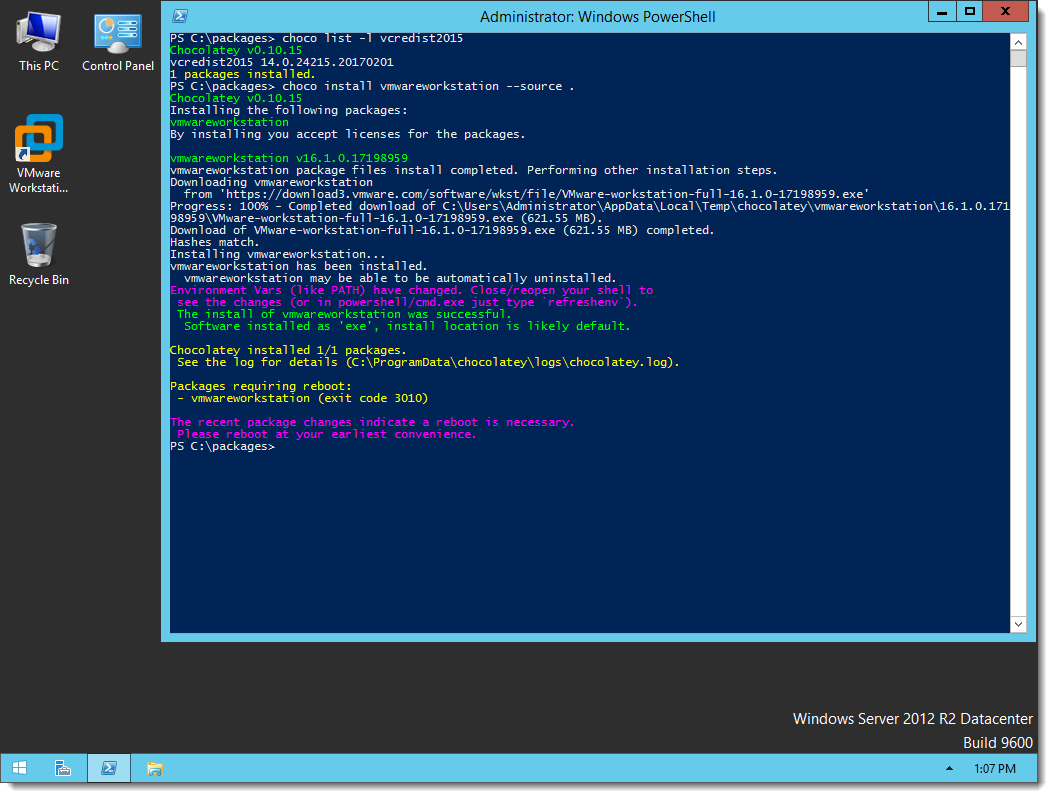 This PC
Control Panel
VMware
Workstati...
Recycle Bin
Administrator: Windows PowerShell
PS C:\packages> choco list -l vcredist2015
Chocolatey v0.10.15
vcredist2015 14.0.24215.20170201
1 packages installed.
PS C:\packages> choco install vmwareworkstation --source .
Chocolatey v0.10.15
Installing the following packages:
vmwareworkstation
By installing you accept licenses for the packages.
vmwareworkstation v16.1.0.17198959
vmwareworkstation package files install completed. Performing other installation steps.
Downloading vmwareworkstation
  from 'https://download3.vmware.com/software/wkst/file/VMware-workstation-full-16.1.0-17198959.exe'
Progress: 100% - Completed download of C:\Users\Administrator\AppData\Local\Temp\chocolatey\vmwareworkstation\16.1.0.171
98959\VMware-workstation-full-16.1.0-17198959.exe (621.55 MB).
Download of VMware-workstation-full-16.1.0-17198959.exe (621.55 MB) completed.
Hashes match.
Installing vmwareworkstation...
vmwareworkstation has been installed.
  vmwareworkstation may be able to be automatically uninstalled.
Environment Vars (like PATH) have changed. Close/reopen your shell to
 see the changes (or in powershell/cmd.exe just type `refreshenv`).
 The install of vmwareworkstation was successful.
  Software installed as 'exe', install location is likely default.
Chocolatey installed 1/1 packages.
 See the log for details (C:\ProgramData\chocolatey\logs\chocolatey.log).
Packages requiring reboot:
 - vmwareworkstation (exit code 3010)
The recent package changes indicate a reboot is necessary.
 Please reboot at your earliest convenience.
PS C:\packages>
Windows Server 2012 R2 Datacenter
Build 9600
1:07 PM